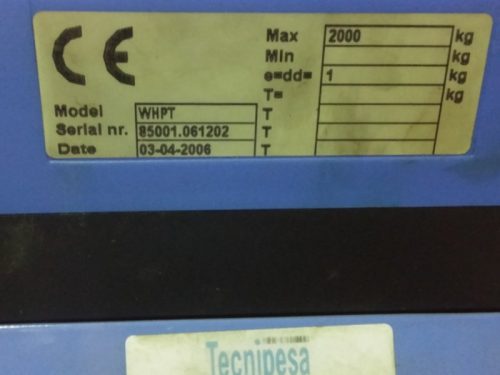 CE
Max 2000 kg
Min kg
e=dd= 1 kg
T= kg
Model WHPT T
Serial nr. 85001.061202 T
Date 03-04-2006 T
Tecnipesa